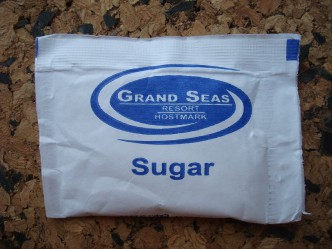 GRAND SEAS
RESORT
HOSTMARK
Sugar